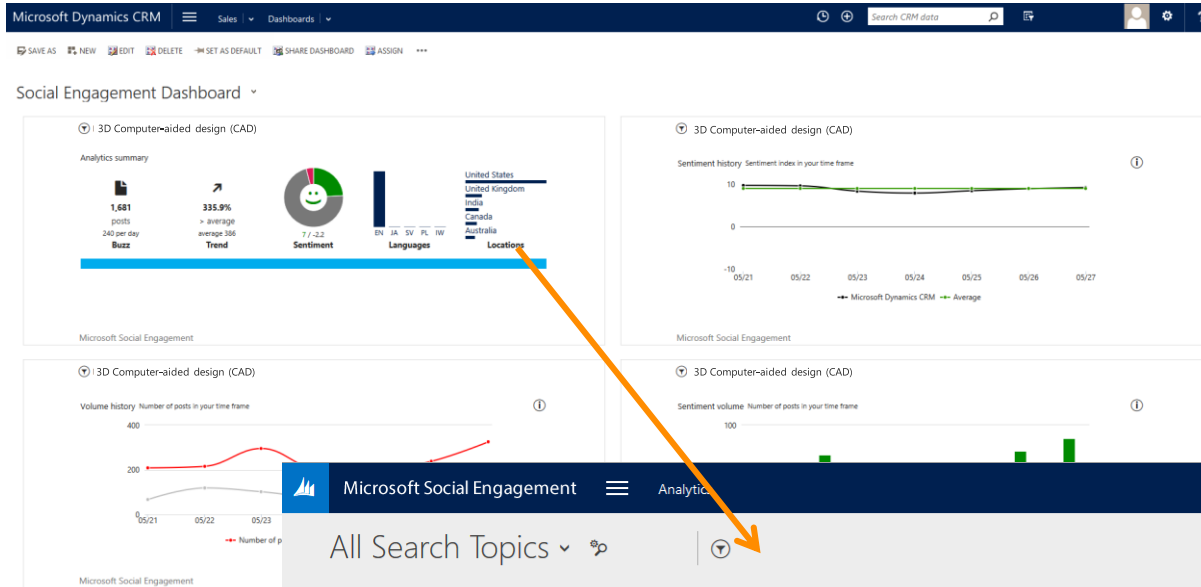 Microsoft Dynamics CRM Sales Dashboards Search CRM data
SAVE AS NEW EDIT DELETE SET AS DEFAULT SHARE DASHBOARD ASSIGN •••
Social Engagement Dashboard
3D Computer-aided design (CAD)
Analytics summary
1,681
posts
240 per day
Buzz
335.9%
> average
average 386
Trend
7 / -2.2
Sentiment
EN JA SV PL IW
Languages
United States
United Kingdom
India
Canada
Australia
Locations
Microsoft Social Engagement
3D Computer-aided design (CAD)
Sentiment history Sentiment index in your time frame
10
0
-10
05/21 05/22 05/23 05/24 05/25 05/26 05/27
Microsoft Dynamics CRM Average
Microsoft Social Engagement
3D Computer-aided design (CAD)
Volume history Number of posts in your time frame
400
200
0
05/21 05/22 05/23
Number of p
Microsoft Social Engagement
3D Computer-aided design (CAD)
Sentiment volume Number of posts in your time frame
100
Microsoft Social Engagement Analytics
All Search Topics